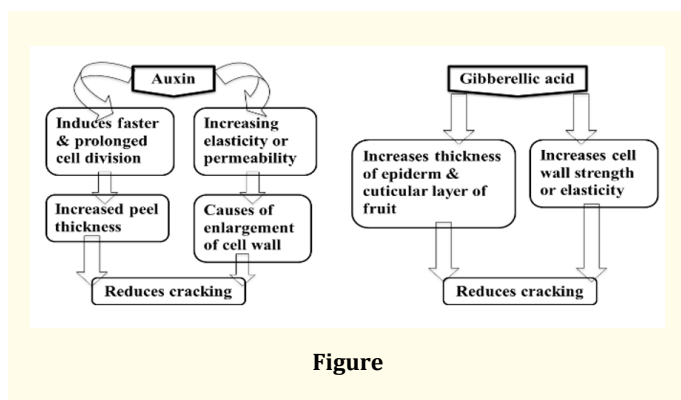 Auxin
Induces faster
& prolonged
cell division
Increasing
elasticity or
permeability
Increased peel
thickness
Causes of
enlargement
of cell wall
Reduces cracking
Gibberellic acid
Increases thickness
of epiderm &
cuticular layer of
fruit
Increases cell
wall strength
or elasticity
Reduces cracking
Figure